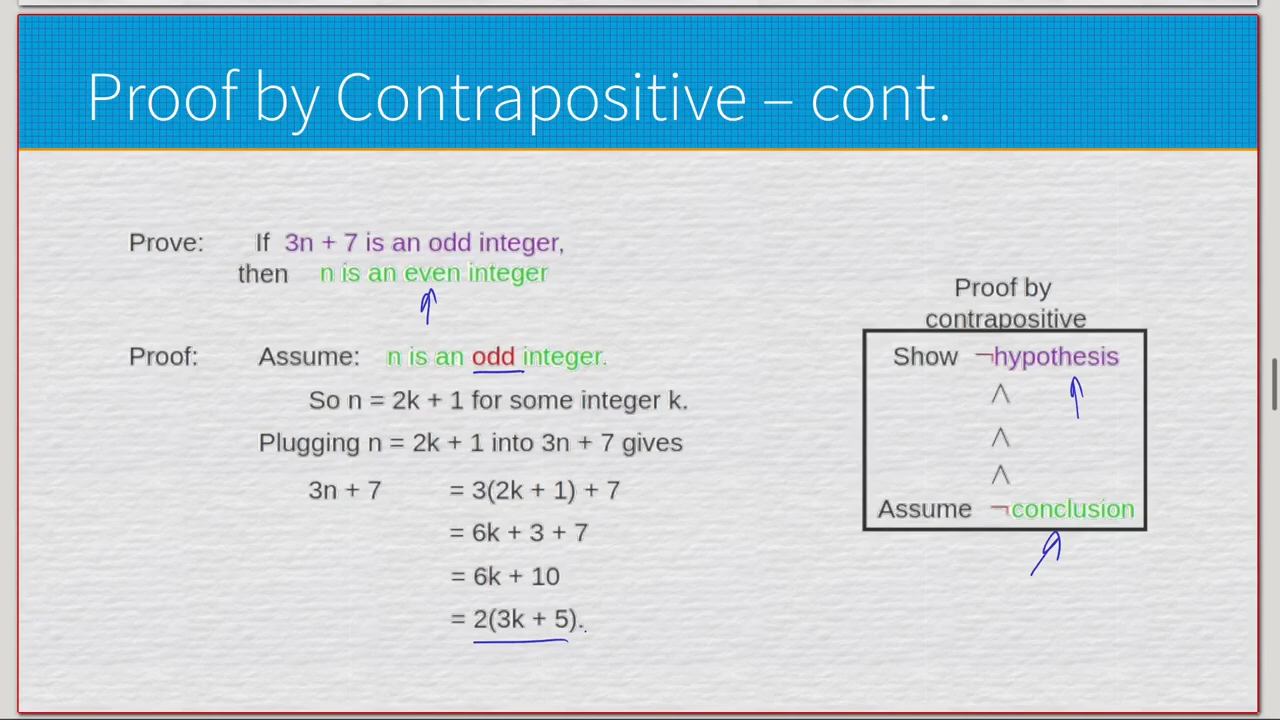 Proof by Contrapositive – cont.
Prove: If 3n + 7 is an odd integer,
then n is an even integer
Proof: Assume: n is an odd integer.
So n = 2k + 1 for some integer k.
Plugging n = 2k + 1 into 3n + 7 gives
3n + 7 = 3(2k + 1) + 7
= 6k + 3 + 7
= 6k + 10
= 2(3k + 5).
Proof by
contrapositive
Show ¬hypothesis
^
^
^
Assume ¬conclusion